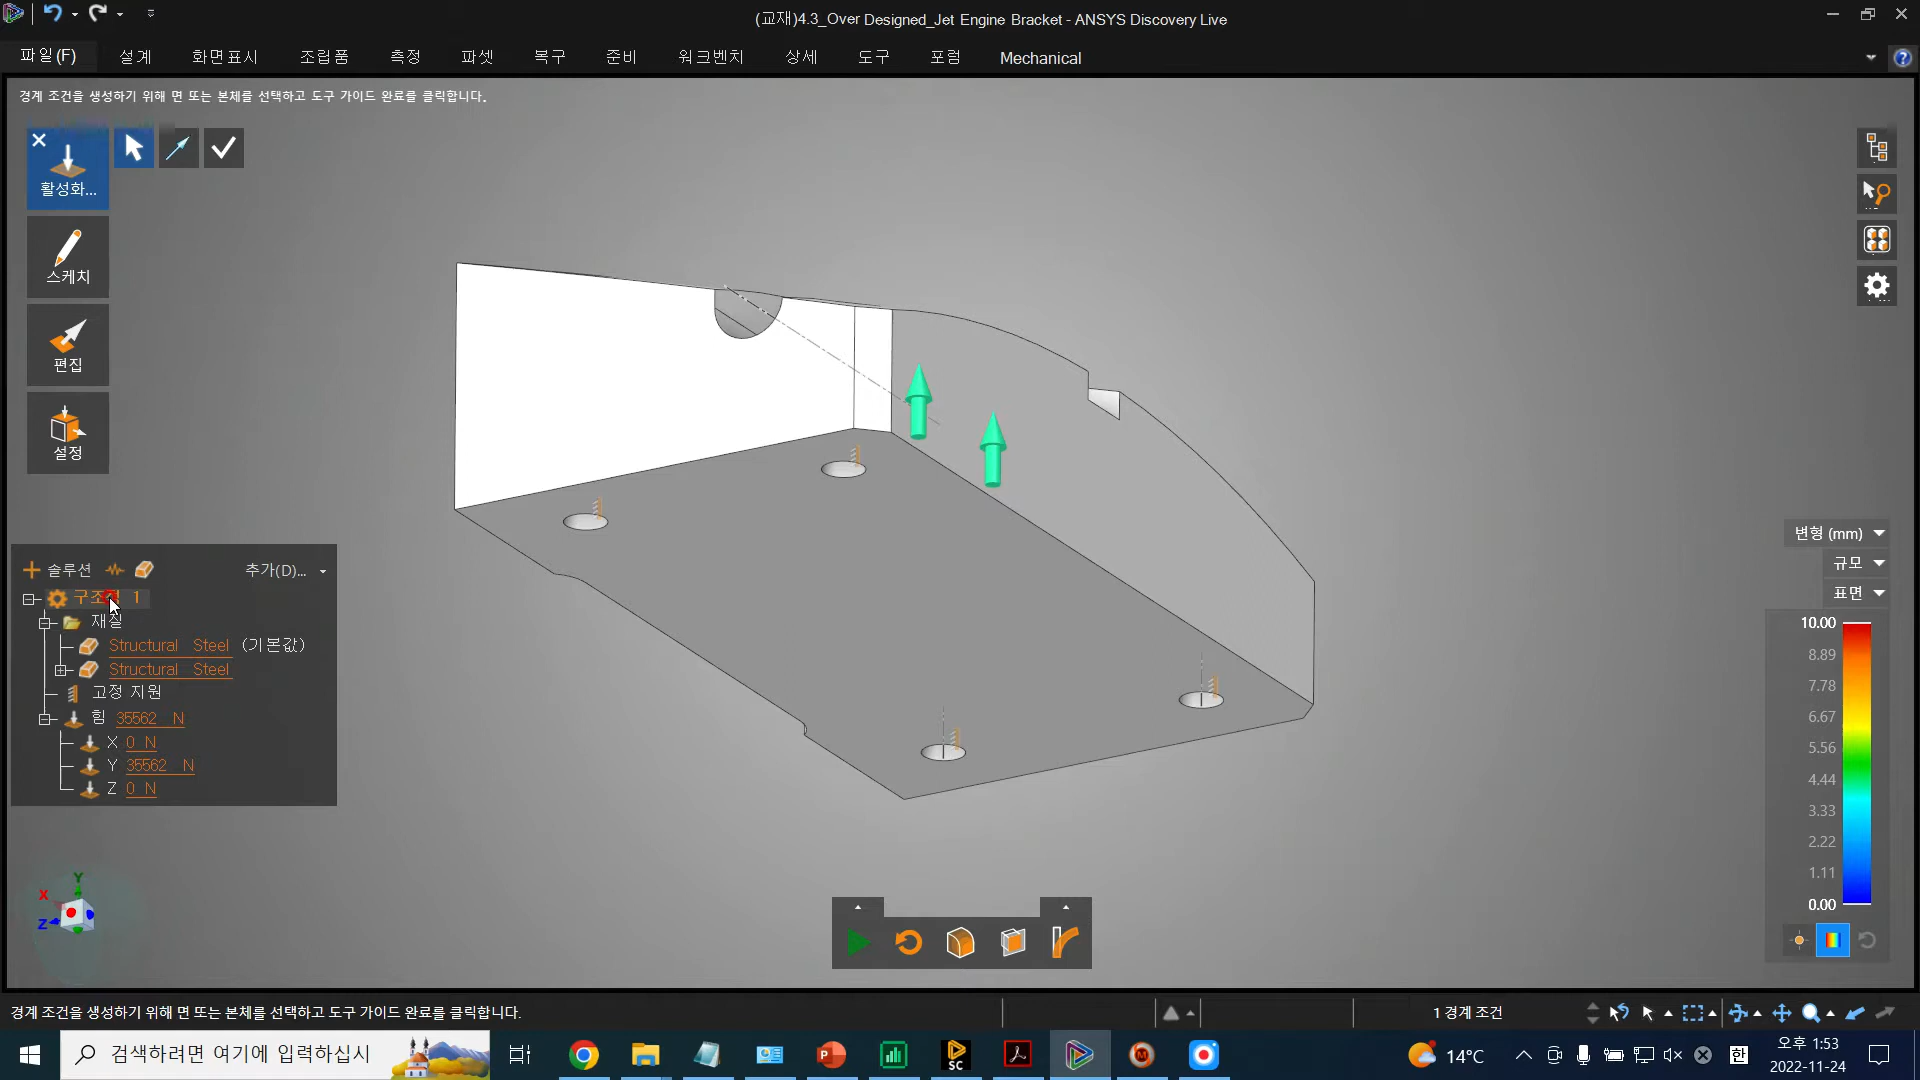 (교재)4.3_Over Designed_Jet Engine Bracket - ANSYS Discovery Live
파일(F) 설계 화면표시 조립품 측정 파셋 복구 준비 워크벤치 상세 도구 포럼 Mechanical
경계 조건을 생성하기 위해 면 또는 본체를 선택하고 도구 가이드 완료를 클릭합니다.
활성화...
스케치
편집
설정
솔루션 추가(D)...
1
재질
Structural Steel (기본값)
Structural Steel
고정 지원
힘 35562 N
X 0 N
Y 35562 N
Z 0 N
변형 (mm)
규모
표면
10.00
8.89
7.78
6.67
5.56
4.44
3.33
2.22
1.11
0.00
Y
X
Z
경계 조건을 생성하기 위해 면 또는 본체를 선택하고 도구 가이드 완료를 클릭합니다.
1 경계 조건
검색하려면 여기에 입력하십시
SC
14°C
한
오후 1:53
2022-11-24